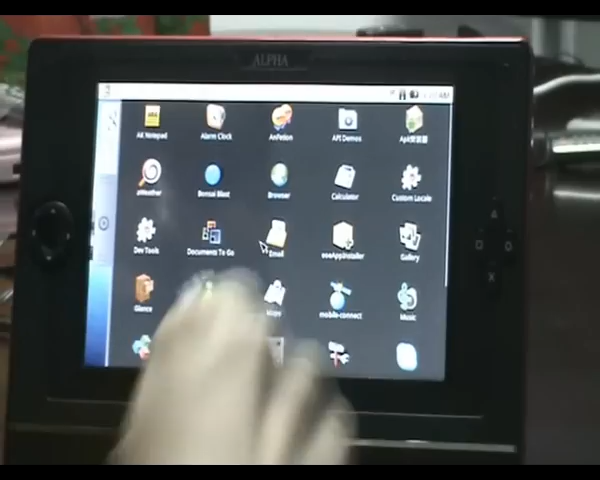 ALPHA
AK Notepad Alarm Clock API Demos
aWeather Bonsai Blast Browser Calculator Custom Locale
Dev Tools Documents To Go Email eoeAppInstaller Gallery
Glance Maps mobile-connect Music